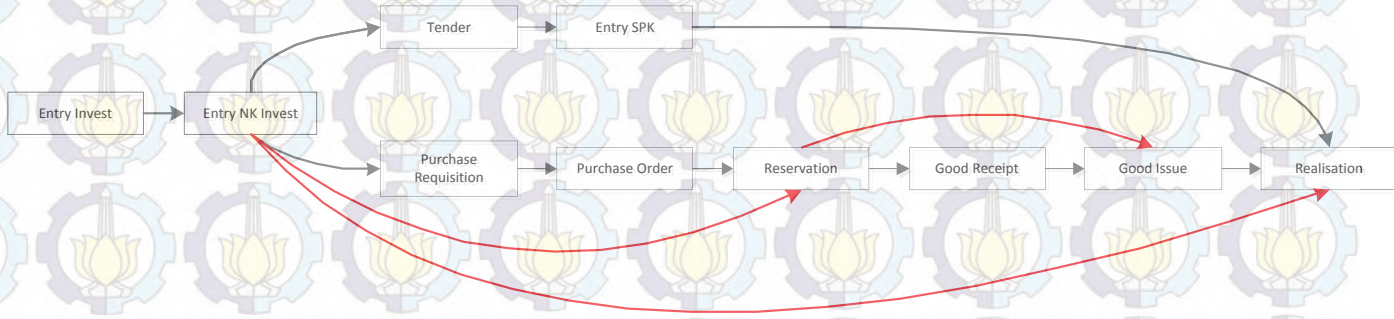 Tender
Entry SPK
Entry Invest
Entry NK Invest
Purchase
Requisition
Purchase Order
Reservation
Good Receipt
Good Issue
Realisation